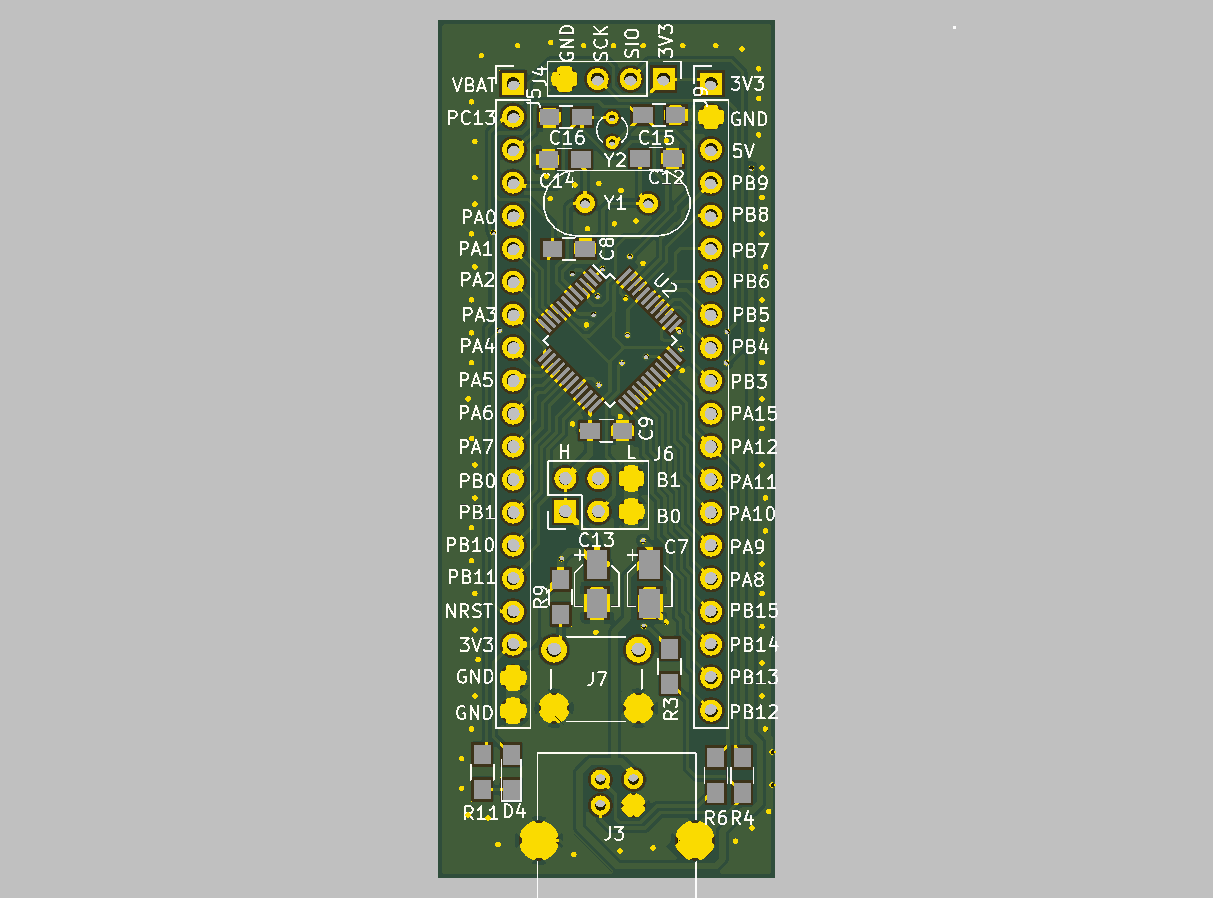 GND SCK SIO 3V3
J4
VBAT J5 J9 3V3
PC13 GND
C16 C15
Y2 5V
C14 C12 PB9
Y1
PA0 PB8
PA1 C8 PB7
PA2 U2 PB6
PA3 PB5
PA4 PB4
PA5 PB3
PA6 PA15
C9
PA7 H L J6 PA12
PB0 B1 PA11
PB1 B0 PA10
C13 C7
PB10 + + PA9
PB11 PA8
R9
NRST PB15
3V3 PB14
GND J7 PB13
GND R3 PB12
R11 D4 R6 R4
J3